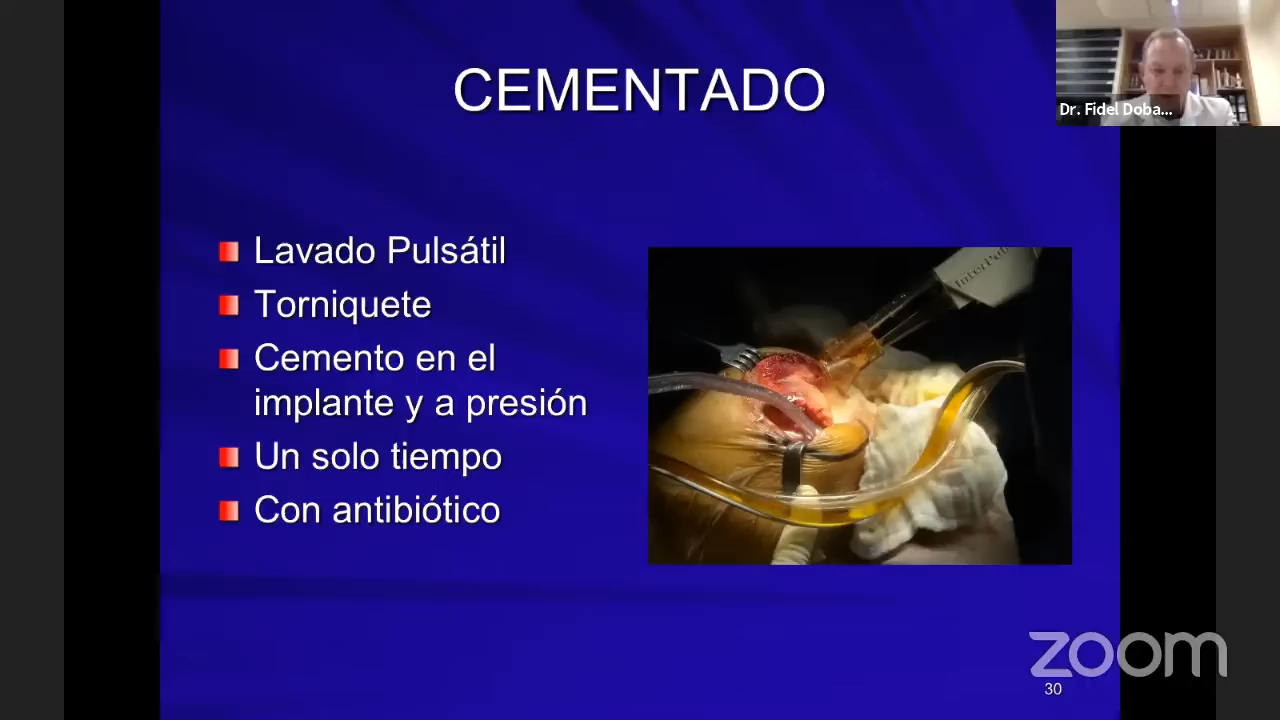 CEMENTADO
Dr. Fidel Doba...
Lavado Pulsátil
Torniquete
Cemento en el
implante y a presión
Un solo tiempo
Con antibiótico
zoom
30